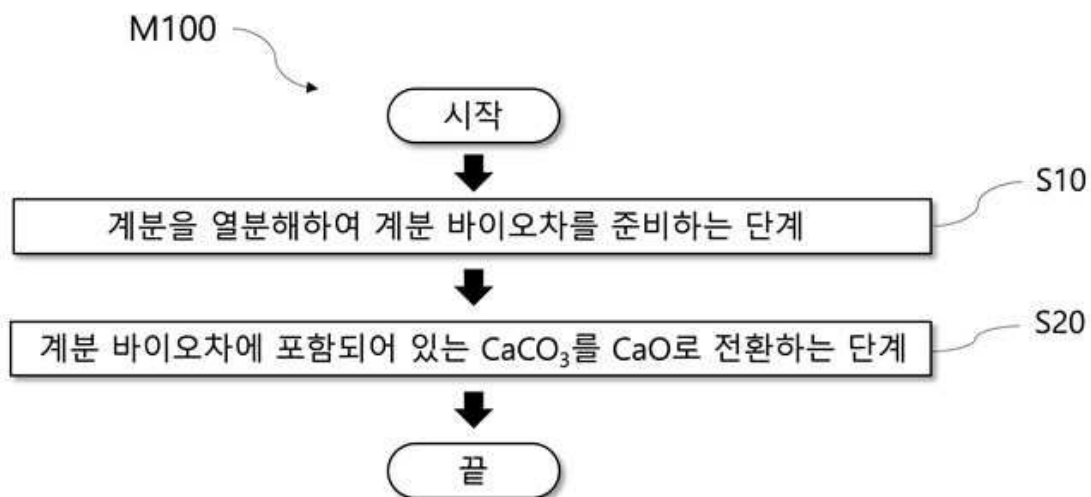 M100
시작
S10
계분을 열분해하여 계분 바이오차를 준비하는 단계
S20
계분 바이오차에 포함되어 있는 CaCO₃를 CaO로 전환하는 단계
끝